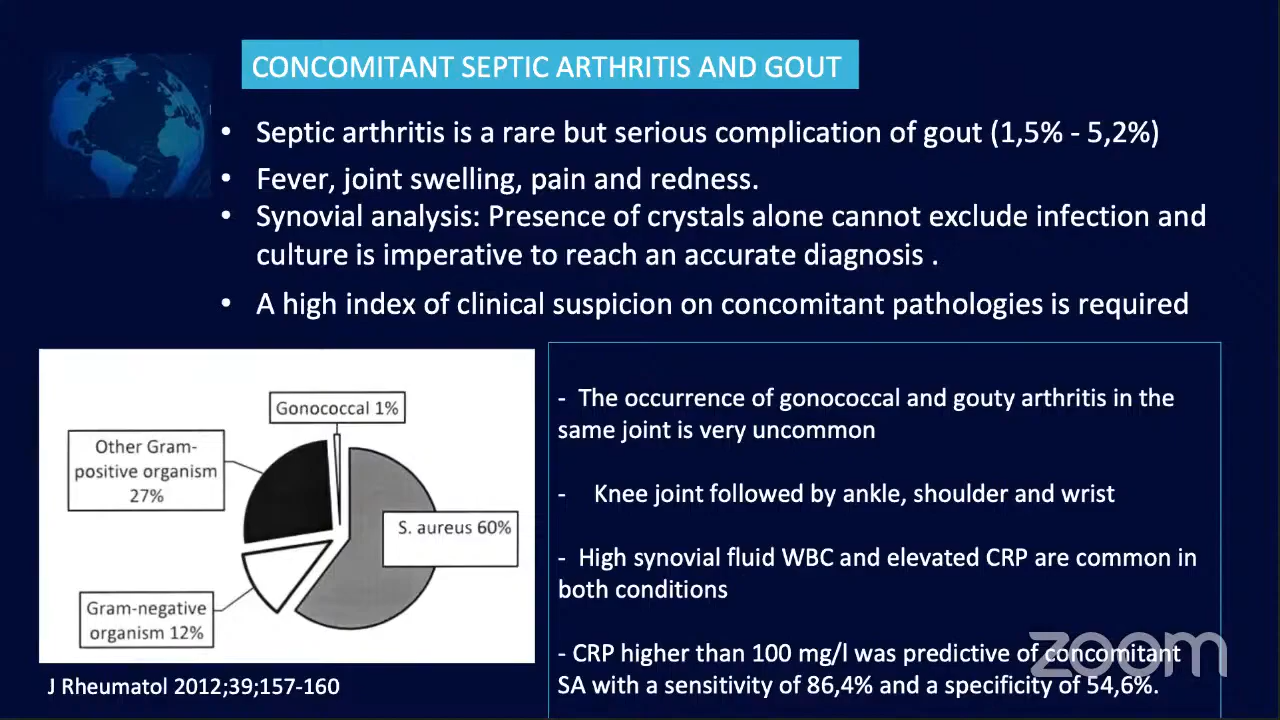 CONCOMITANT SEPTIC ARTHRITIS AND GOUT
• Septic arthritis is a rare but serious complication of gout (1,5% - 5,2%)
• Fever, joint swelling, pain and redness.
• Synovial analysis: Presence of crystals alone cannot exclude infection and
culture is imperative to reach an accurate diagnosis .
• A high index of clinical suspicion on concomitant pathologies is required
Gonococcal 1%
Other Gram-
positive organism
27%
S. aureus 60%
Gram-negative
organism 12%
J Rheumatol 2012;39;157-160
- The occurrence of gonococcal and gouty arthritis in the
same joint is very uncommon
- Knee joint followed by ankle, shoulder and wrist
- High synovial fluid WBC and elevated CRP are common in
both conditions
- CRP higher than 100 mg/l was predictive of concomitant
SA with a sensitivity of 86,4% and a specificity of 54,6%.
zoom